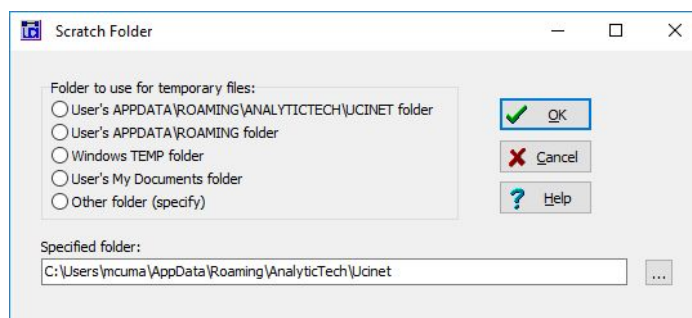 Scratch Folder
Folder to use for temporary files:
User's APPDATA\ROAMING\ANALYTICTECH\UCINET folder
User's APPDATA\ROAMING folder
Windows TEMP folder
User's My Documents folder
Other folder (specify)
OK
Cancel
Help
Specified folder:
C:\Users\mcuma\AppData\Roaming\AnalyticTech\Ucinet
...